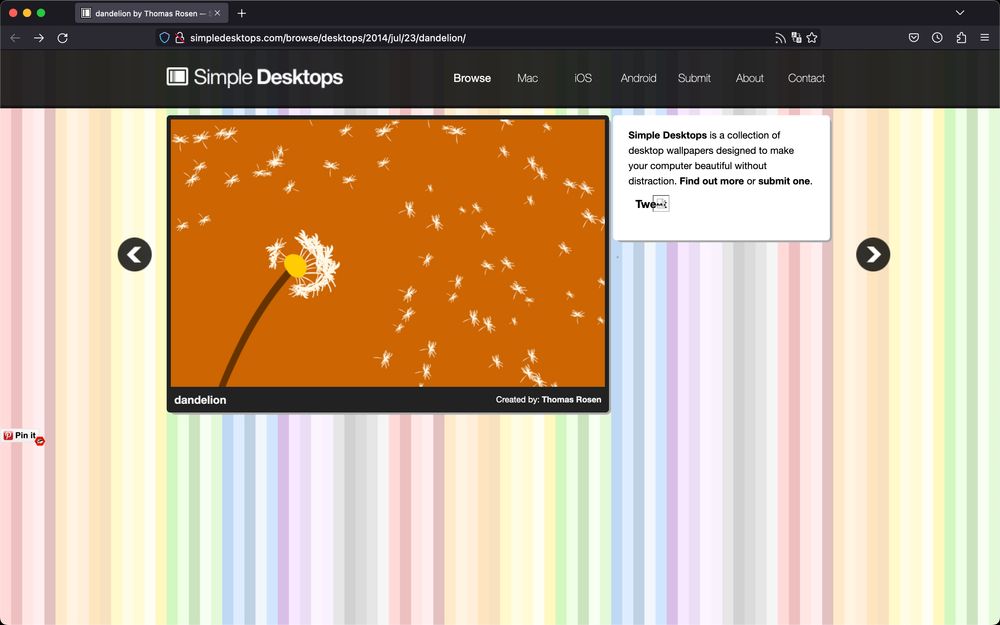 dandelion by Thomas Rosen —
simpledesktops.com/browse/desktops/2014/jul/23/dandelion/
Simple Desktops
Browse Mac iOS Android Submit About Contact
Simple Desktops is a collection of
desktop wallpapers designed to make
your computer beautiful without
distraction. Find out more or submit one.
dandelion
Created by: Thomas Rosen
Pin it